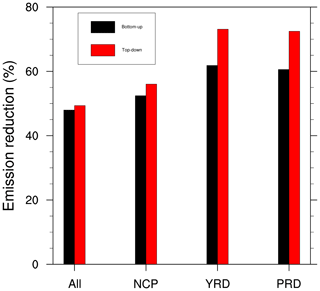 80
Bottom-up
Top-down
60
40
20
0
Emission reduction (%)
All NCP YRD PRD